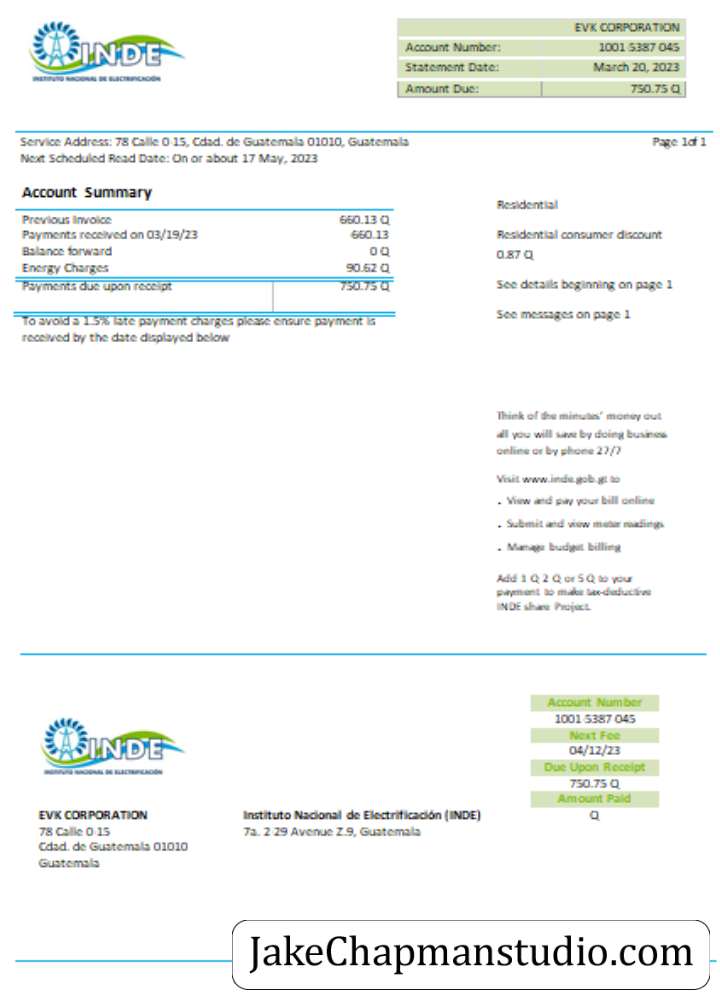 INDE
INSTITUTO NACIONAL DE ELECTRIFICACIÓN
EVK CORPORATION
Account Number: 1001 5387 045
Statement Date: March 20, 2023
Amount Due: 750.75 Q
Service Address: 78 Calle 0-15, Cdad. de Guatemala 01010, Guatemala
Page 1of 1
Next Scheduled Read Date: On or about 17 May, 2023
Account Summary
Previous Invoice 660.13 Q
Payments received on 03/19/23 -660.13
Balance forward 0 Q
Energy Charges 90.62 Q
Payments due upon receipt 750.75 Q
To avoid a 1.5% late payment charges please ensure payment is
received by the date displayed below
Residential
Residential consumer discount
0.87 Q
See details beginning on page 1
See messages on page 1
Think of the minutes' money out
all you will save by doing business
online or by phone 27/7
Visit www.inde.gob.gt to
. View and pay your bill online
. Submit and view meter readings
. Manage budget billing
Add 1 Q 2 Q or 5 Q to your
payment to make tax-deductive
INDE share Project.
INDE
INSTITUTO NACIONAL DE ELECTRIFICACIÓN
Account Number
1001 5387 045
Next Fee
04/12/23
Due Upon Receipt
750.75 Q
Amount Paid
Q
EVK CORPORATION
78 Calle 0-15
Cdad. de Guatemala 01010
Guatemala
Instituto Nacional de Electrificación (INDE)
7a. 2-29 Avenue Z.9, Guatemala
JakeChapmanstudio.com